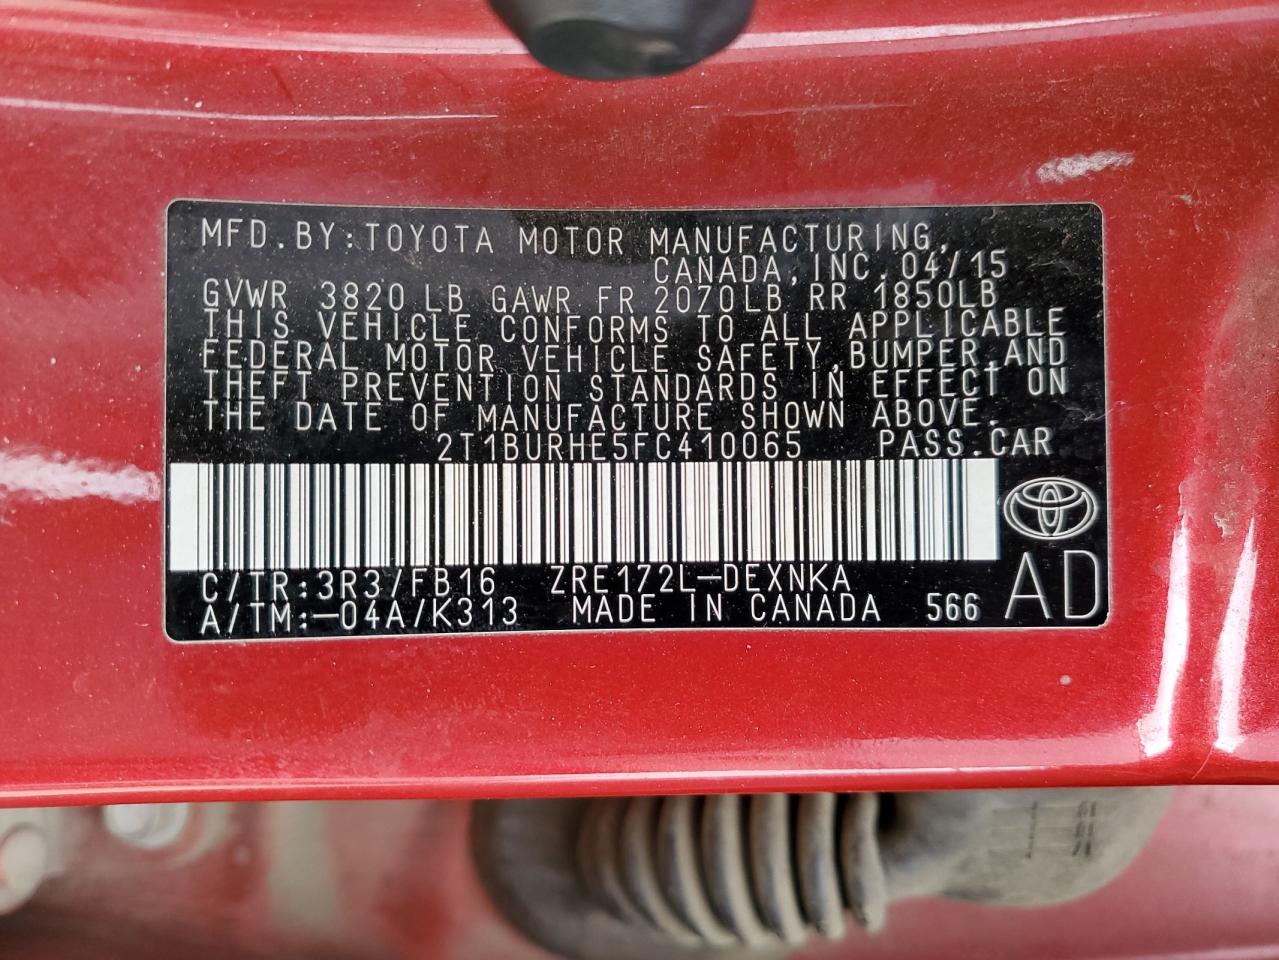 MFD.BY:TOYOTA MOTOR MANUFACTURING,
CANADA,INC.04/15
GVWR 3820LB GAWR FR 2070LB RR 1850LB
THIS VEHICLE CONFORMS TO ALL APPLICABLE
FEDERAL MOTOR VEHICLE SAFETY,BUMPER,AND
THEFT PREVENTION STANDARDS IN EFFECT ON
THE DATE OF MANUFACTURE SHOWN ABOVE.
2T1BURHE5FC410065 PASS.CAR
C/TR:3R3/FB16 ZRE172L-DEXNKA
A/TM:-04A/K313 MADE IN CANADA 566 AD